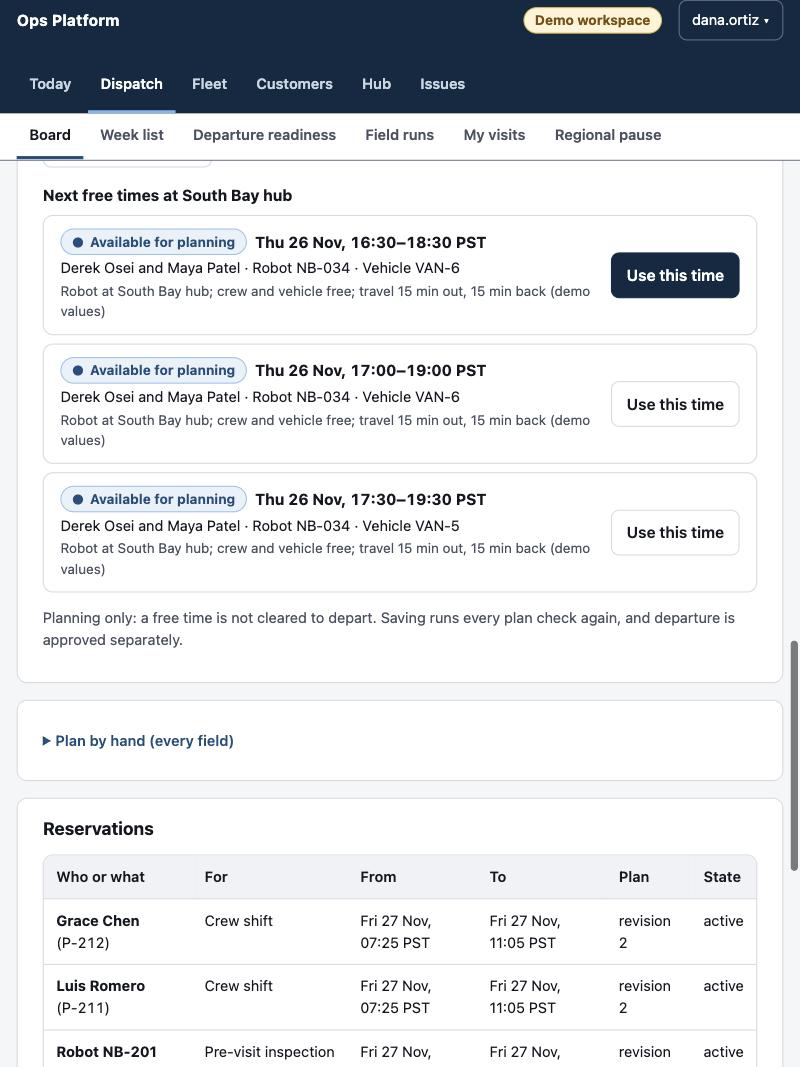 Ops Platform
Demo workspace
dana.ortiz ▾
Today Dispatch Fleet Customers Hub Issues
Board Week list Departure readiness Field runs My visits Regional pause
Next free times at South Bay hub
Available for planning Thu 26 Nov, 16:30–18:30 PST
Derek Osei and Maya Patel · Robot NB-034 · Vehicle VAN-6
Robot at South Bay hub; crew and vehicle free; travel 15 min out, 15 min back (demo
values)
Use this time
Available for planning Thu 26 Nov, 17:00–19:00 PST
Derek Osei and Maya Patel · Robot NB-034 · Vehicle VAN-6
Robot at South Bay hub; crew and vehicle free; travel 15 min out, 15 min back (demo
values)
Use this time
Available for planning Thu 26 Nov, 17:30–19:30 PST
Derek Osei and Maya Patel · Robot NB-034 · Vehicle VAN-5
Robot at South Bay hub; crew and vehicle free; travel 15 min out, 15 min back (demo
values)
Use this time
Planning only: a free time is not cleared to depart. Saving runs every plan check again, and departure is
approved separately.
▶ Plan by hand (every field)
Reservations
Who or what For From To Plan State
Grace Chen Crew shift Fri 27 Nov, Fri 27 Nov, revision active
(P-212) 07:25 PST 11:05 PST 2
Luis Romero Crew shift Fri 27 Nov, Fri 27 Nov, revision active
(P-211) 07:25 PST 11:05 PST 2
Robot NB-201 Pre-visit inspection Fri 27 Nov, Fri 27 Nov, revision active